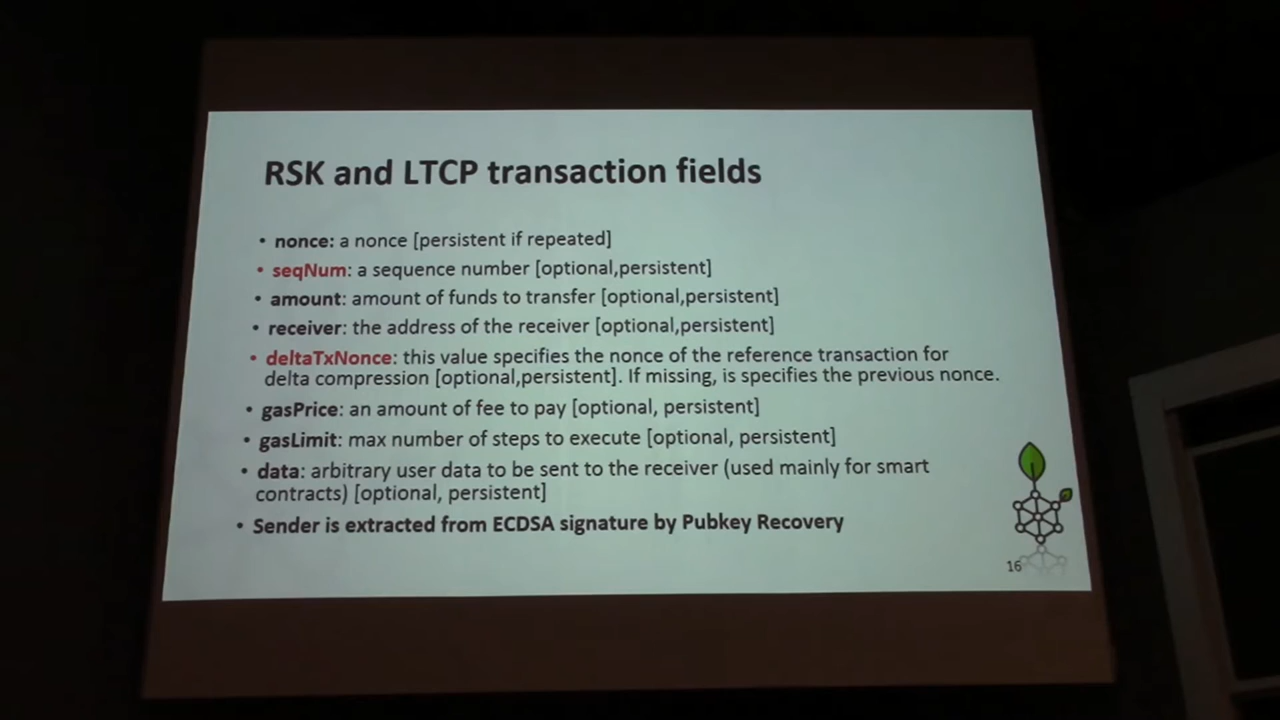 RSK and LTCP transaction fields
• nonce: a nonce [persistent if repeated]
• seqNum: a sequence number [optional,persistent]
• amount: amount of funds to transfer [optional,persistent]
• receiver: the address of the receiver [optional,persistent]
• deltaTxNonce: this value specifies the nonce of the reference transaction for
delta compression [optional,persistent]. If missing, is specifies the previous nonce.
• gasPrice: an amount of fee to pay [optional, persistent]
• gasLimit: max number of steps to execute [optional, persistent]
• data: arbitrary user data to be sent to the receiver (used mainly for smart
contracts) [optional, persistent]
• Sender is extracted from ECDSA signature by Pubkey Recovery
16